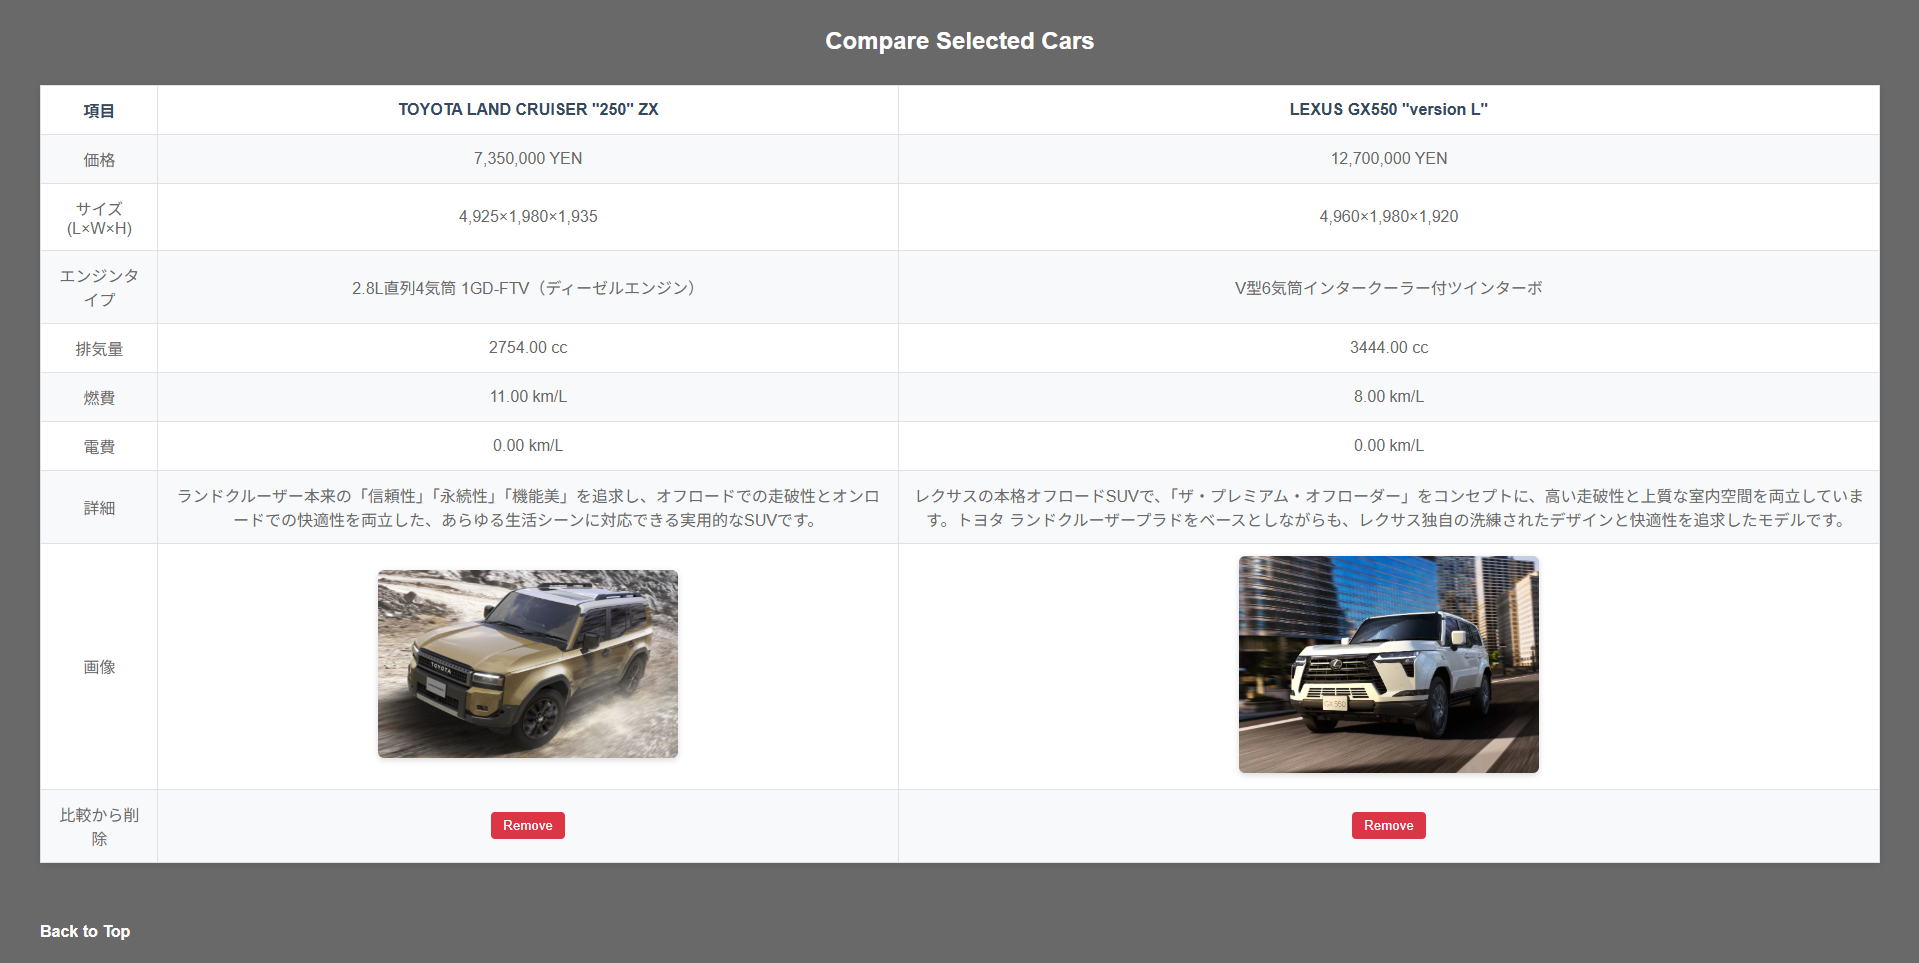 Compare Selected Cars
項目 TOYOTA LAND CRUISER "250" ZX LEXUS GX550 "version L"
価格 7,350,000 YEN 12,700,000 YEN
サイズ
(L×W×H) 4,925×1,980×1,935 4,960×1,980×1,920
エンジンタ
イプ 2.8L直列4気筒 1GD-FTV（ディーゼルエンジン） V型6気筒インタークーラー付ツインターボ
排気量 2754.00 cc 3444.00 cc
燃費 11.00 km/L 8.00 km/L
電費 0.00 km/L 0.00 km/L
詳細
ランドクルーザー本来の「信頼性」「永続性」「機能美」を追求し、オフロードでの走破性とオンロ
ードでの快適性を両立した、あらゆる生活シーンに対応できる実用的なSUVです。
レクサスの本格オフロードSUVで、「ザ・プレミアム・オフローダー」をコンセプトに、高い走破性と上質な室内空間を両立していま
す。トヨタ ランドクルーザープラドをベースとしながらも、レクサス独自の洗練されたデザインと快適性を追求したモデルです。
画像
TOYOTA
GX 550
比較から削
除 Remove Remove
Back to Top